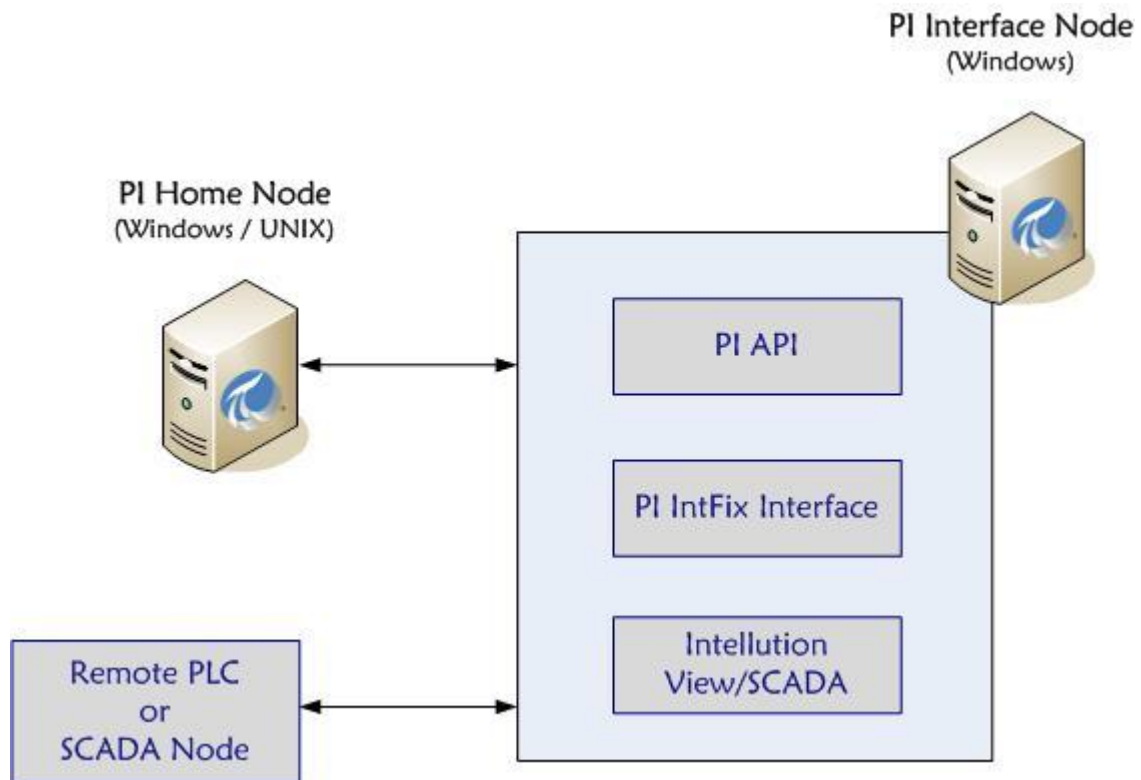 PI Interface Node
(Windows)
PI Home Node
(Windows / UNIX)
PI API
PI IntFix Interface
Intellution
View/SCADA
Remote PLC
or
SCADA Node